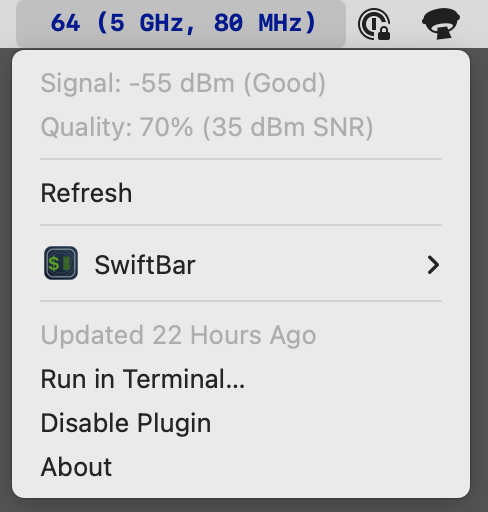 64 (5 GHz, 80 MHz)
Signal: -55 dBm (Good)
Quality: 70% (35 dBm SNR)
Refresh
$
SwiftBar
Updated 22 Hours Ago
Run in Terminal...
Disable Plugin
About